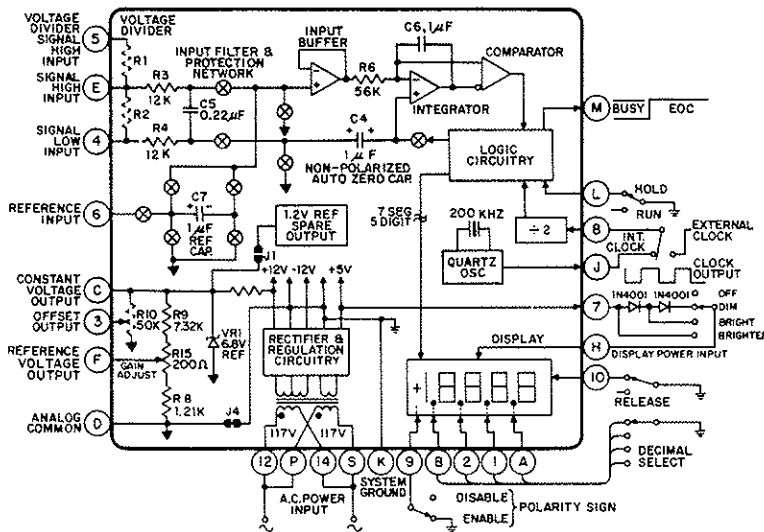 VOLTAGE
DIVIDER
SIGNAL
HIGH
INPUT
5
VOLTAGE
DIVIDER
R1
SIGNAL
HIGH
INPUT
E
R2
R3
12K
INPUT FILTER &
PROTECTION
NETWORK
C5
0.22μF
SIGNAL
LOW
INPUT
4
R4
12K
INPUT
BUFFER
R6
56K
C6, 1μF
INTEGRATOR
COMPARATOR
C4
1μF
NON-POLARIZED
AUTO ZERO CAP.
LOGIC
CIRCUITRY
M
BUSY
EOC
L
HOLD
RUN
REFERENCE
INPUT
6
C7
1μF
REF
CAP.
1.2V REF
SPARE
OUTPUT
J1
7 SEG
5 DIGIT
200 KHZ
QUARTZ
OSC
÷2
8
INT.
CLOCK
EXTERNAL
CLOCK
J
CLOCK
OUTPUT
CONSTANT
VOLTAGE
OUTPUT
C
OFFSET
OUTPUT
3
R10
50K
R9
7.32K
REFERENCE
VOLTAGE
OUTPUT
F
GAIN
ADJUST
R15
200Ω
R8
1.21K
VR1
6.8V
REF
+12V
-12V
+5V
RECTIFIER &
REGULATION
CIRCUITRY
7
1N4001
1N4001
OFF
DIM
BRIGHT
BRIGHTER
H
DISPLAY POWER INPUT
DISPLAY
+1.8.8.8.8
10
RELEASE
ANALOG
COMMON
D
J4
117V
117V
12
P
14
S
K
9
B
2
1
A
A.C. POWER
INPUT
SYSTEM
GROUND
DECIMAL
SELECT
DISABLE
ENABLE
POLARITY SIGN